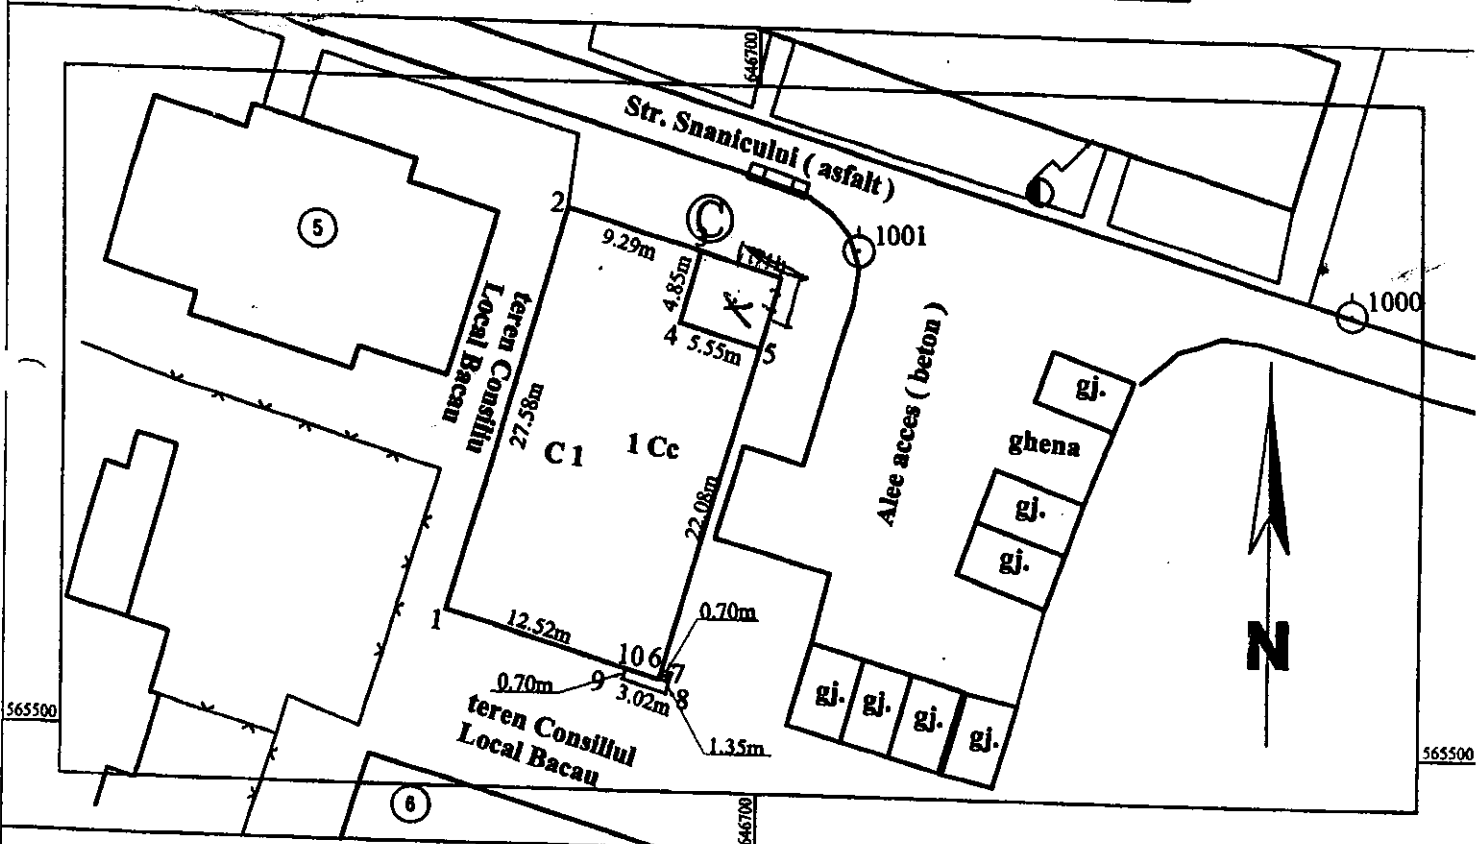 646700
Str. Snanicului ( asfalt )
2
C
1001
5
9.29m
3
4.85m
1000
teren Consiliu
Local Bacau
4
5.55m
5
gj.
27.58m
C 1
1 Cc
Alee acces ( beton )
ghena
22.08m
gj.
gj.
1
12.52m
0.70m
10
6
7
N
0.70m
9
3.02m
8
gj.
gj.
gj.
gj.
565500
teren Consiliul
Local Bacau
1.35m
565500
6
646700